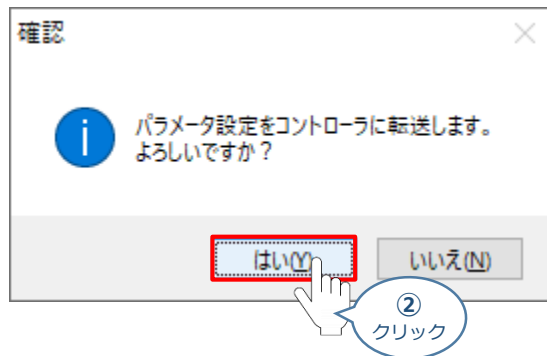 確認
パラメータ設定をコントローラに転送します。
よろしいですか？
はい(Y)
いいえ(N)
②
クリック